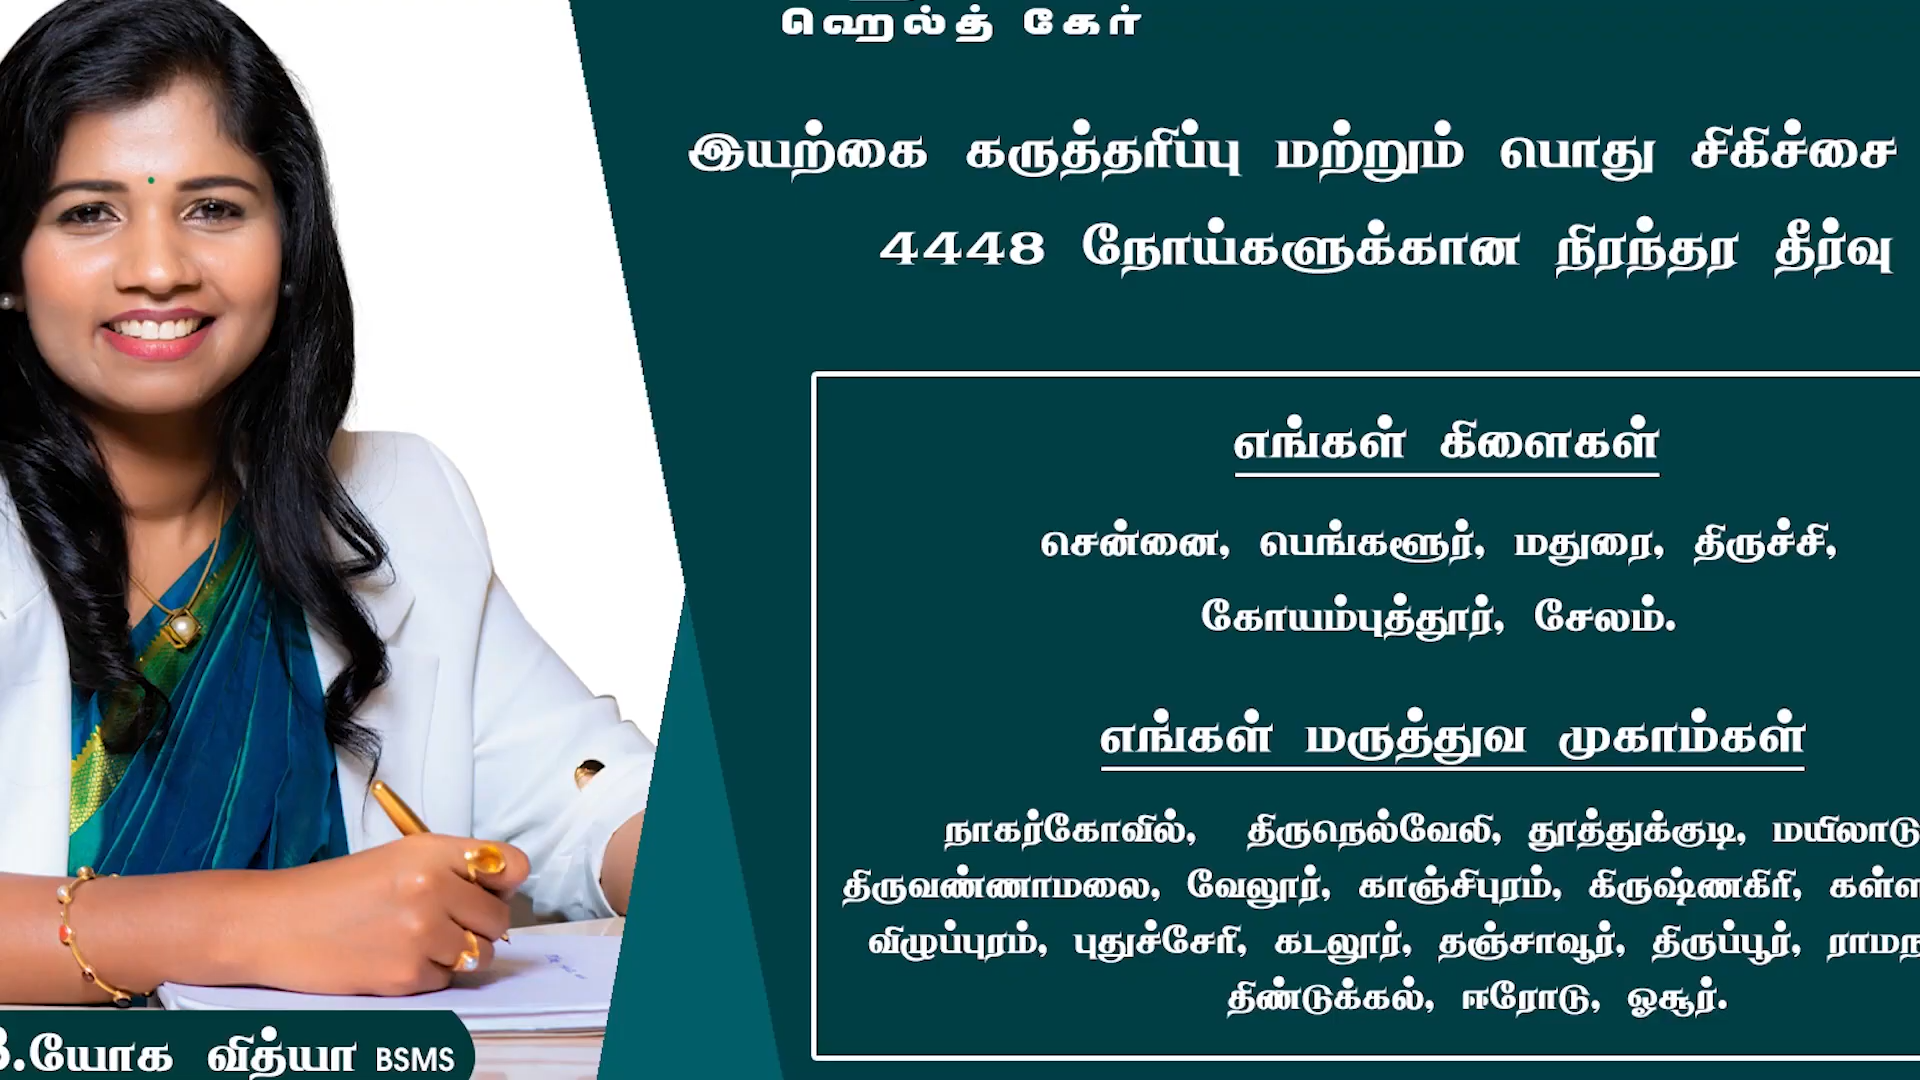 ஹெல்த் கேர்
இயற்கை கருத்தரிப்பு மற்றும் பொது சிகிச்சை
4448 நோய்களுக்கான நிரந்தர தீர்வு
எங்கள் கிளைகள்
சென்னை, பெங்களூர், மதுரை, திருச்சி,
கோயம்புத்தூர், சேலம்.
எங்கள் மருத்துவ முகாம்கள்
நாகர்கோவில், திருநெல்வேலி, தூத்துக்குடி,
திருவண்ணாமலை, வேலூர், காஞ்சிபுரம், கிருஷ்ணகிரி,
விழுப்புரம், புதுச்சேரி, கடலூர், தஞ்சாவூர், திருப்பூர்,
திண்டுக்கல், ஈரோடு, ஓசூர்.
யோக வித்யா BSMS